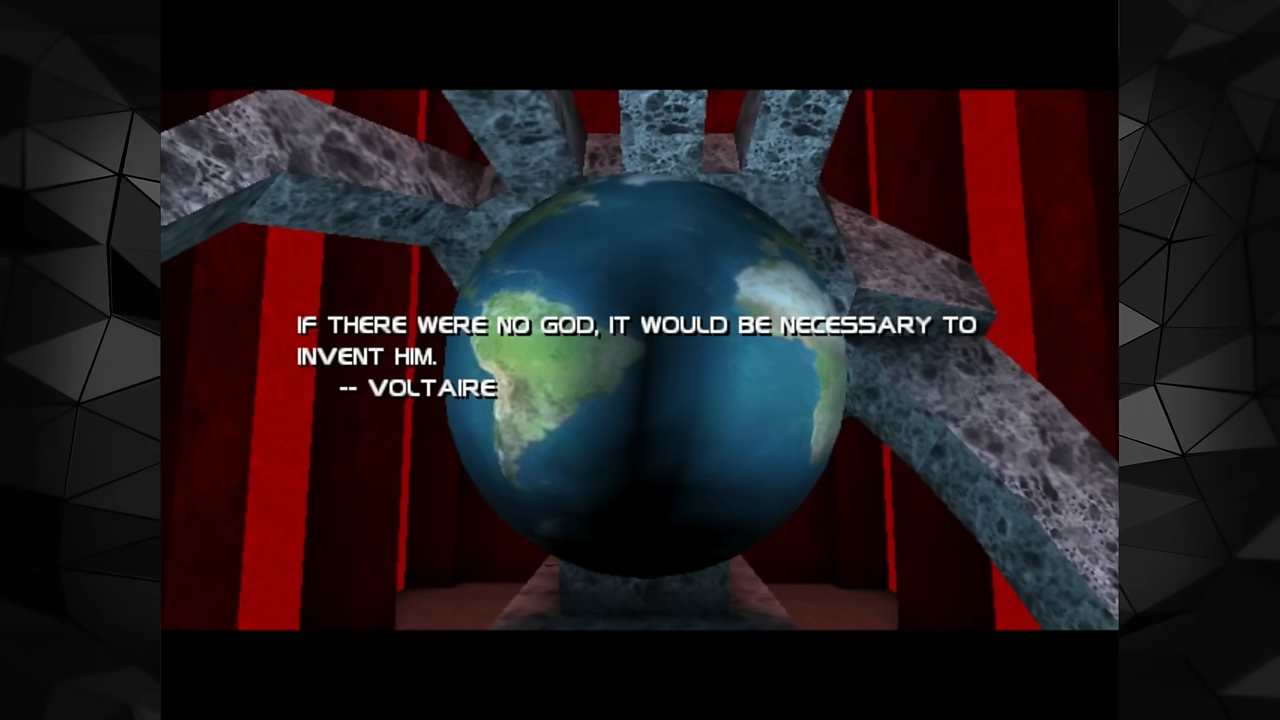 IF THERE WERE NO GOD, IT WOULD BE NECESSARY TO
INVENT HIM.
-- VOLTAIRE